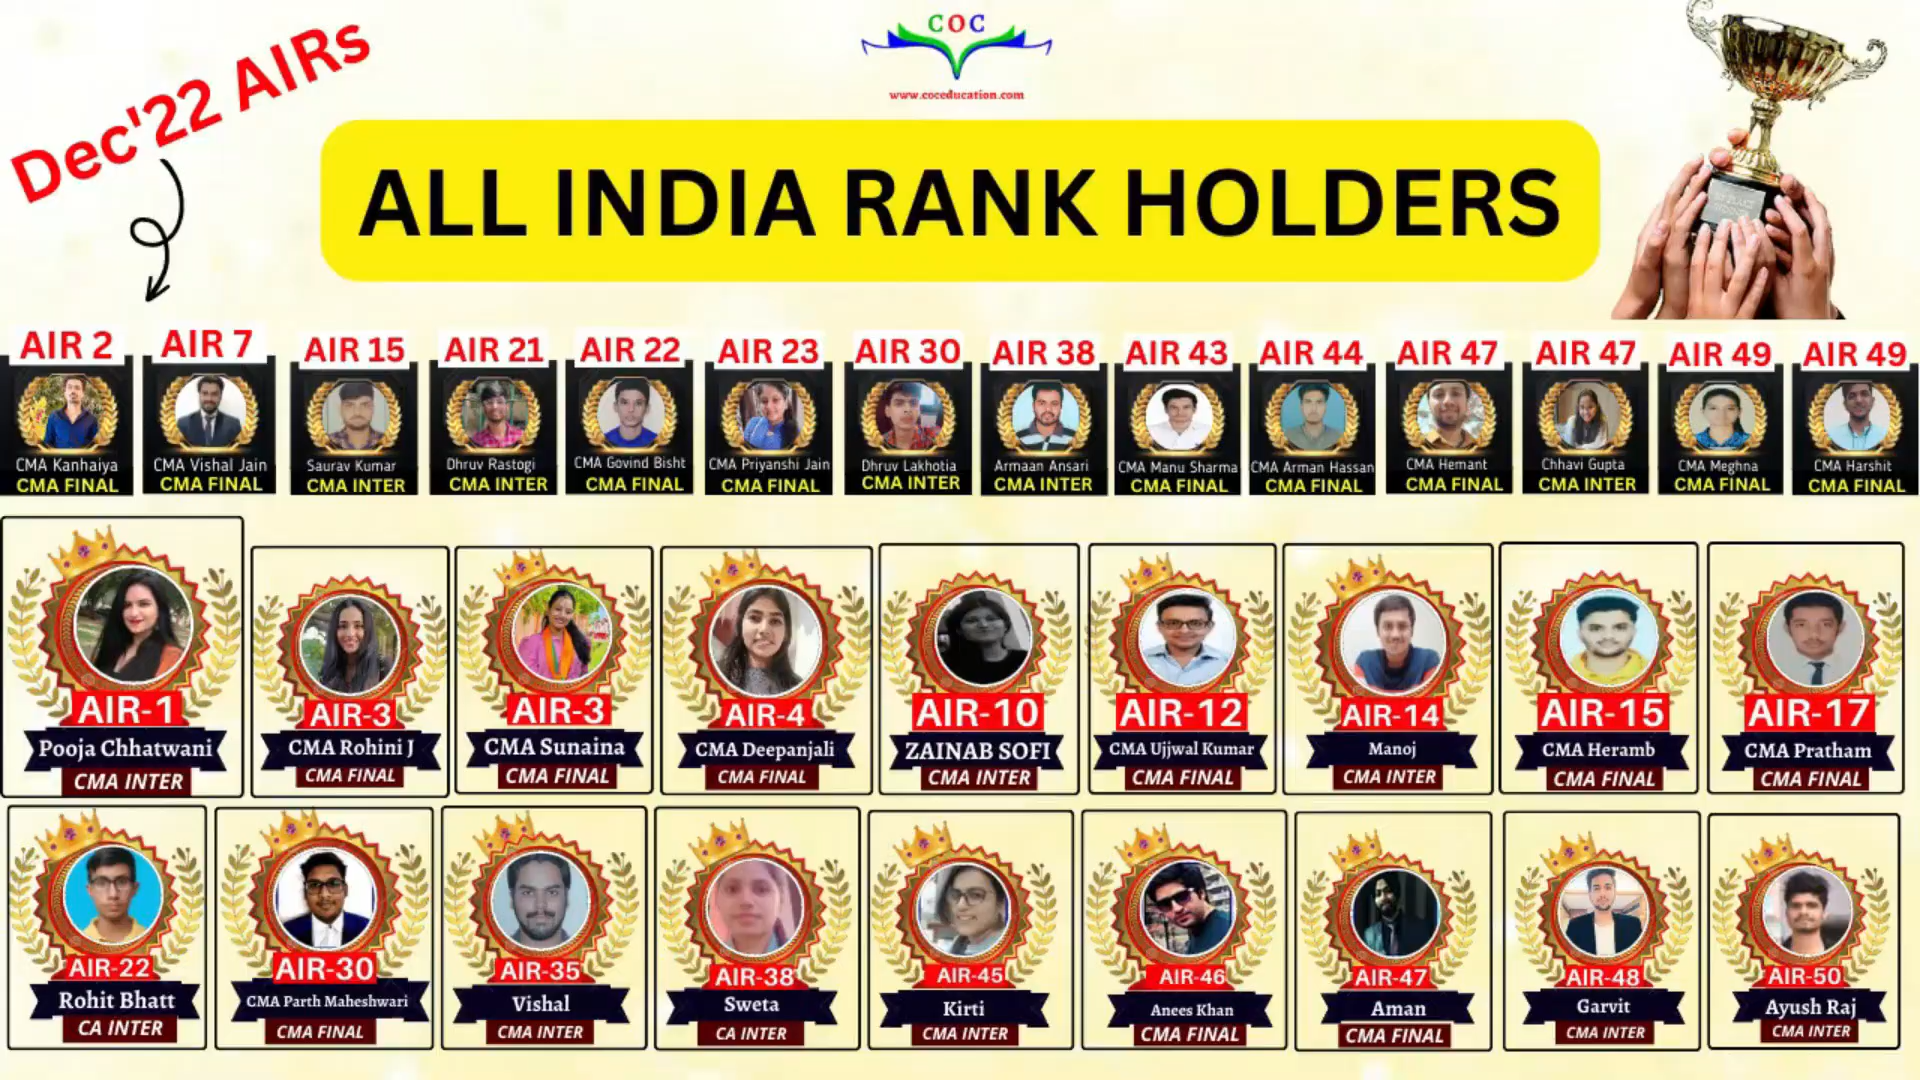 COC
www.coceducation.com
Dec'22 AIRs
ALL INDIA RANK HOLDERS
AIR 2
CMA Kanhaiya
CMA FINAL
AIR 7
CMA Vishal Jain
CMA FINAL
AIR 15
Saurav Kumar
CMA INTER
AIR 21
Dhruv Rastogi
CMA INTER
AIR 22
CMA Govind Bisht
CMA FINAL
AIR 23
CMA Priyanshi Jain
CMA FINAL
AIR 30
Dhruv Lakhotia
CMA INTER
AIR 38
Armaan Ansari
CMA INTER
AIR 43
CMA Manu Sharma
CMA FINAL
AIR 44
CMA Arman Hassan
CMA FINAL
AIR 47
CMA Hemant
CMA FINAL
AIR 47
Chhavi Gupta
CMA INTER
AIR 49
CMA Meghna
CMA FINAL
AIR 49
CMA Harshit
CMA FINAL
AIR-1
Pooja Chhatwani
CMA INTER
AIR-3
CMA Rohini J
CMA FINAL
AIR-3
CMA Sunaina
CMA FINAL
AIR-4
CMA Deepanjali
CMA FINAL
AIR-10
ZAINAB SOFI
CMA INTER
AIR-12
CMA Ujjwal Kumar
CMA FINAL
AIR-14
Manoj
CMA INTER
AIR-15
CMA Heramb
CMA FINAL
AIR-17
CMA Pratham
CMA FINAL
AIR-22
Rohit Bhatt
CA INTER
AIR-30
CMA Parth Maheshwari
CMA FINAL
AIR-35
Vishal
CMA INTER
AIR-38
Sweta
CA INTER
AIR-45
Kirti
CMA INTER
AIR-46
Anees Khan
CMA FINAL
AIR-47
Aman
CMA FINAL
AIR-48
Garvit
CMA INTER
AIR-50
Ayush Raj
CMA INTER